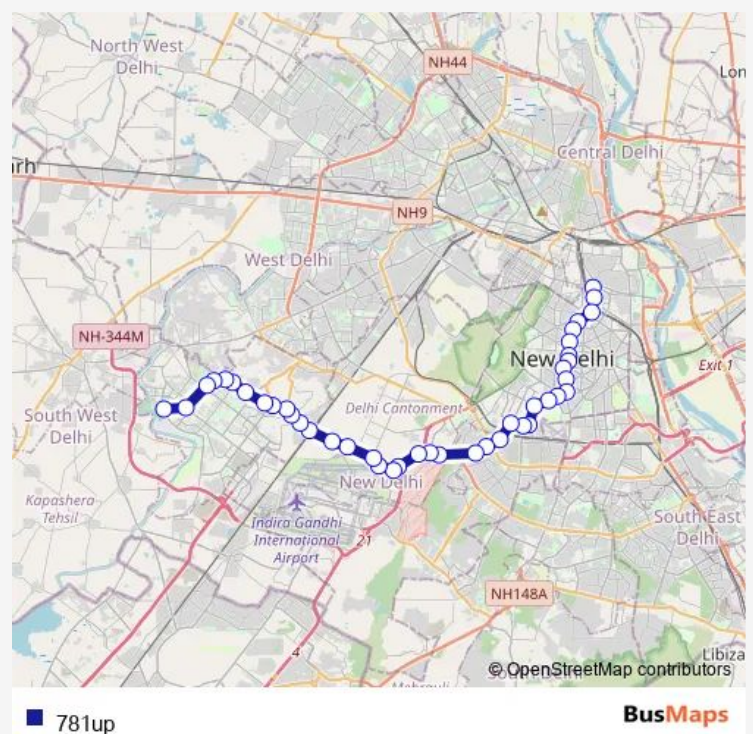 North West
Delhi
NH44
Lon
Central Delhi
rh
NH9
West Delhi
NH-344M
New Delhi
Exit 1
South West
Delhi
Delhi Cantonment
New Delhi
Kapashera
Tehsil
Indira Gandhi
International
Airport
21
South East
Delhi
NH148A
4
Libiza
© OpenStreetMap contributors
Mehrauli
781up
BusMaps